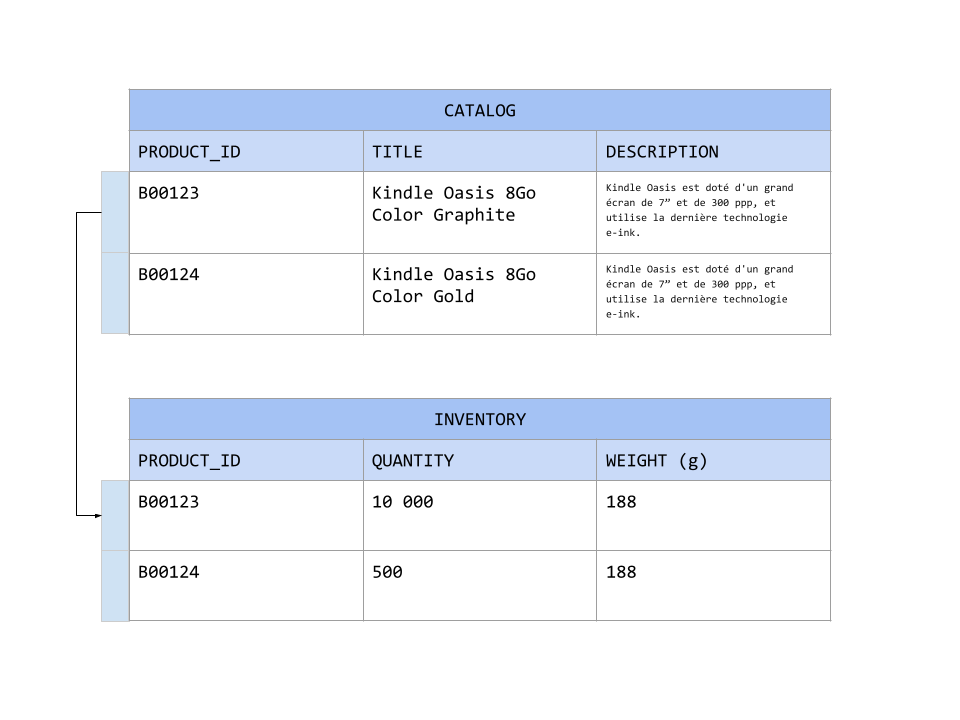 CATALOG
PRODUCT_ID TITLE DESCRIPTION
B00123
Kindle Oasis 8Go
Color Graphite
Kindle Oasis est doté d'un grand
écran de 7” et de 300 ppp, et
utilise la dernière technologie
e-ink.
B00124
Kindle Oasis 8Go
Color Gold
Kindle Oasis est doté d'un grand
écran de 7” et de 300 ppp, et
utilise la dernière technologie
e-ink.
INVENTORY
PRODUCT_ID QUANTITY WEIGHT (g)
B00123 10 000 188
B00124 500 188